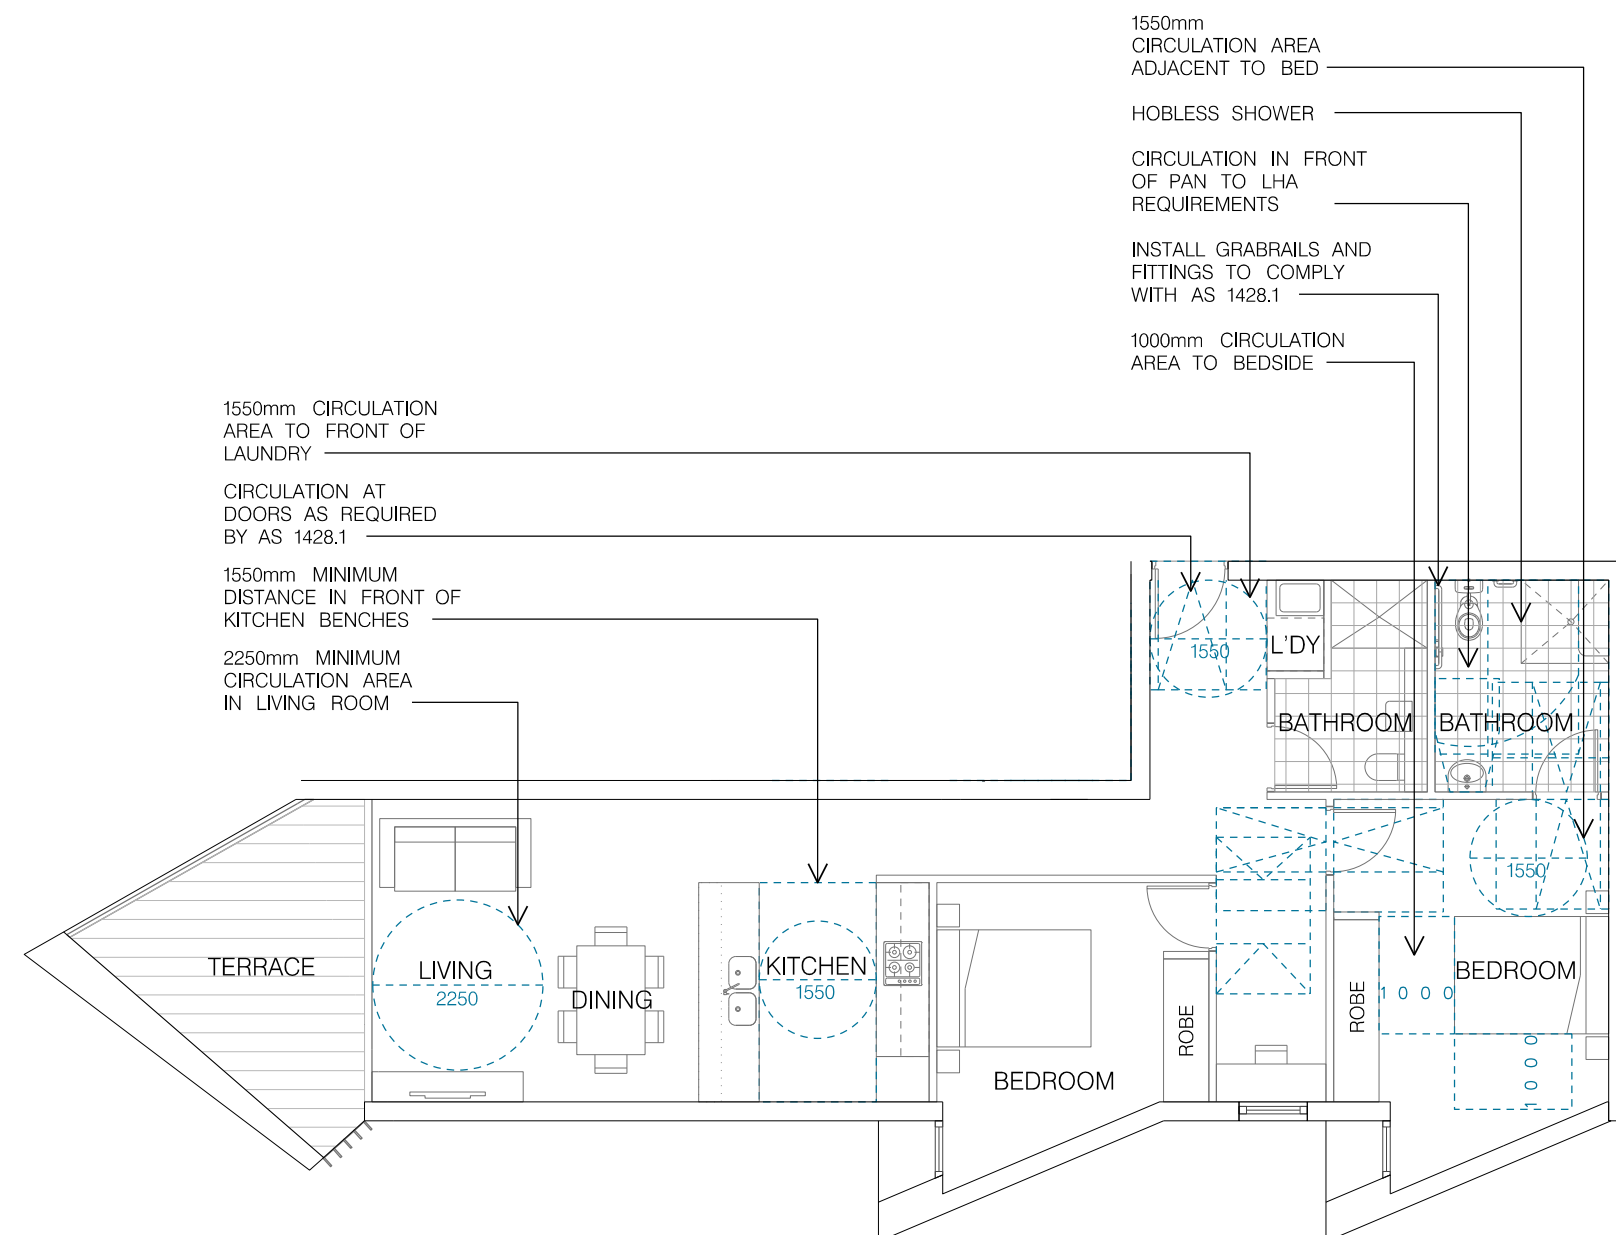 1550mm
CIRCULATION AREA
ADJACENT TO BED
HOBLESS SHOWER
CIRCULATION IN FRONT
OF PAN TO LHA
REQUIREMENTS
INSTALL GRABRAILS AND
FITTINGS TO COMPLY
WITH AS 1428.1
1000mm CIRCULATION
AREA TO BEDSIDE
1550mm CIRCULATION
AREA TO FRONT OF
LAUNDRY
CIRCULATION AT
DOORS AS REQUIRED
BY AS 1428.1
1550mm MINIMUM
DISTANCE IN FRONT OF
KITCHEN BENCHES
2250mm MINIMUM
CIRCULATION AREA
IN LIVING ROOM
1550
L'DY
BATHROOM
BATHROOM
1550
TERRACE
LIVING
2250
DINING
KITCHEN
1550
BEDROOM
ROBE
ROBE
1000
BEDROOM
1000